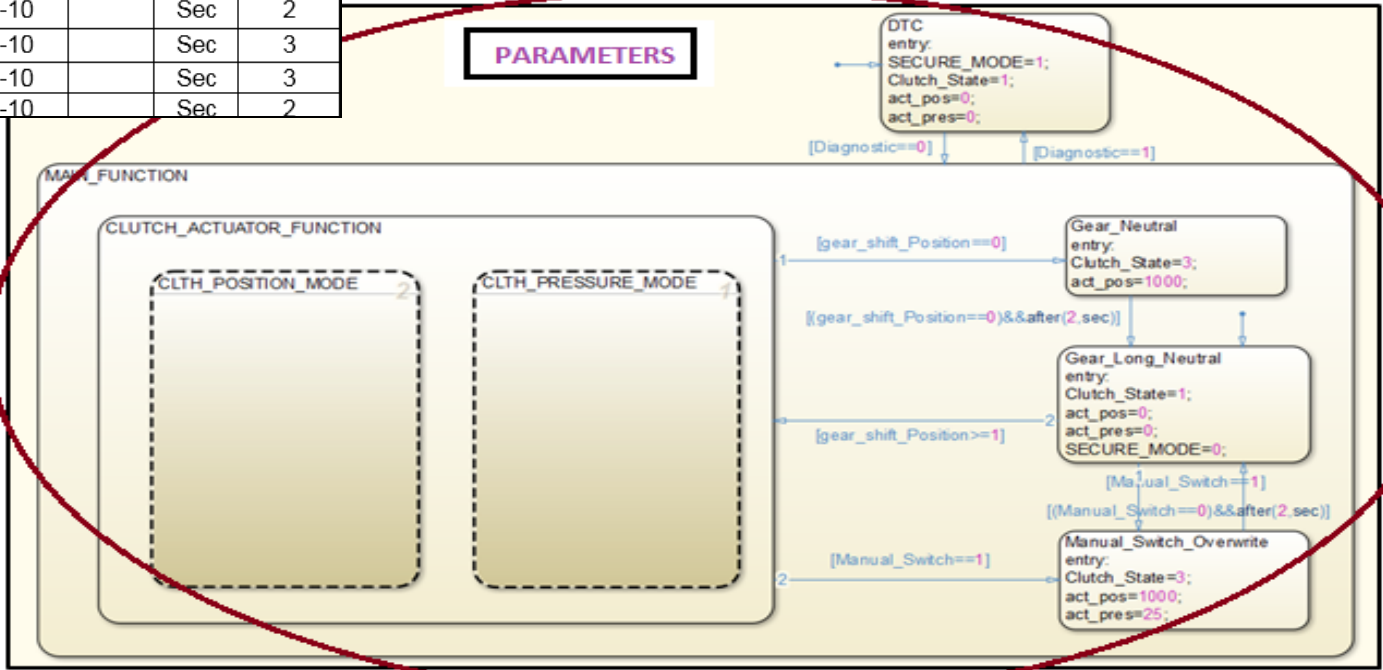 -10 Sec 2
-10 Sec 3
-10 Sec 3
-10 Sec 2
PARAMETERS
DTC
entry:
SECURE_MODE=1;
Clutch_State=1;
act_pos=0;
act_pres=0;
[Diagnostic==0]
[Diagnostic==1]
MAIN_FUNCTION
CLUTCH_ACTUATOR_FUNCTION
CLTH_POSITION_MODE
2
CLTH_PRESSURE_MODE
1
1
[gear_shift_Position==0]
Gear_Neutral
entry:
Clutch_State=3;
act_pos=1000;
[(gear_shift_Position==0)&&after(2,sec)]
Gear_Long_Neutral
entry:
Clutch_State=1;
act_pos=0;
act_pres=0;
SECURE_MODE=0;
2
[gear_shift_Position>=1]
1
[Manual_Switch==1]
[(Manual_Switch==0)&&after(2,sec)]
2
[Manual_Switch==1]
Manual_Switch_Overwrite
entry:
Clutch_State=3;
act_pos=1000;
act_pres=25;